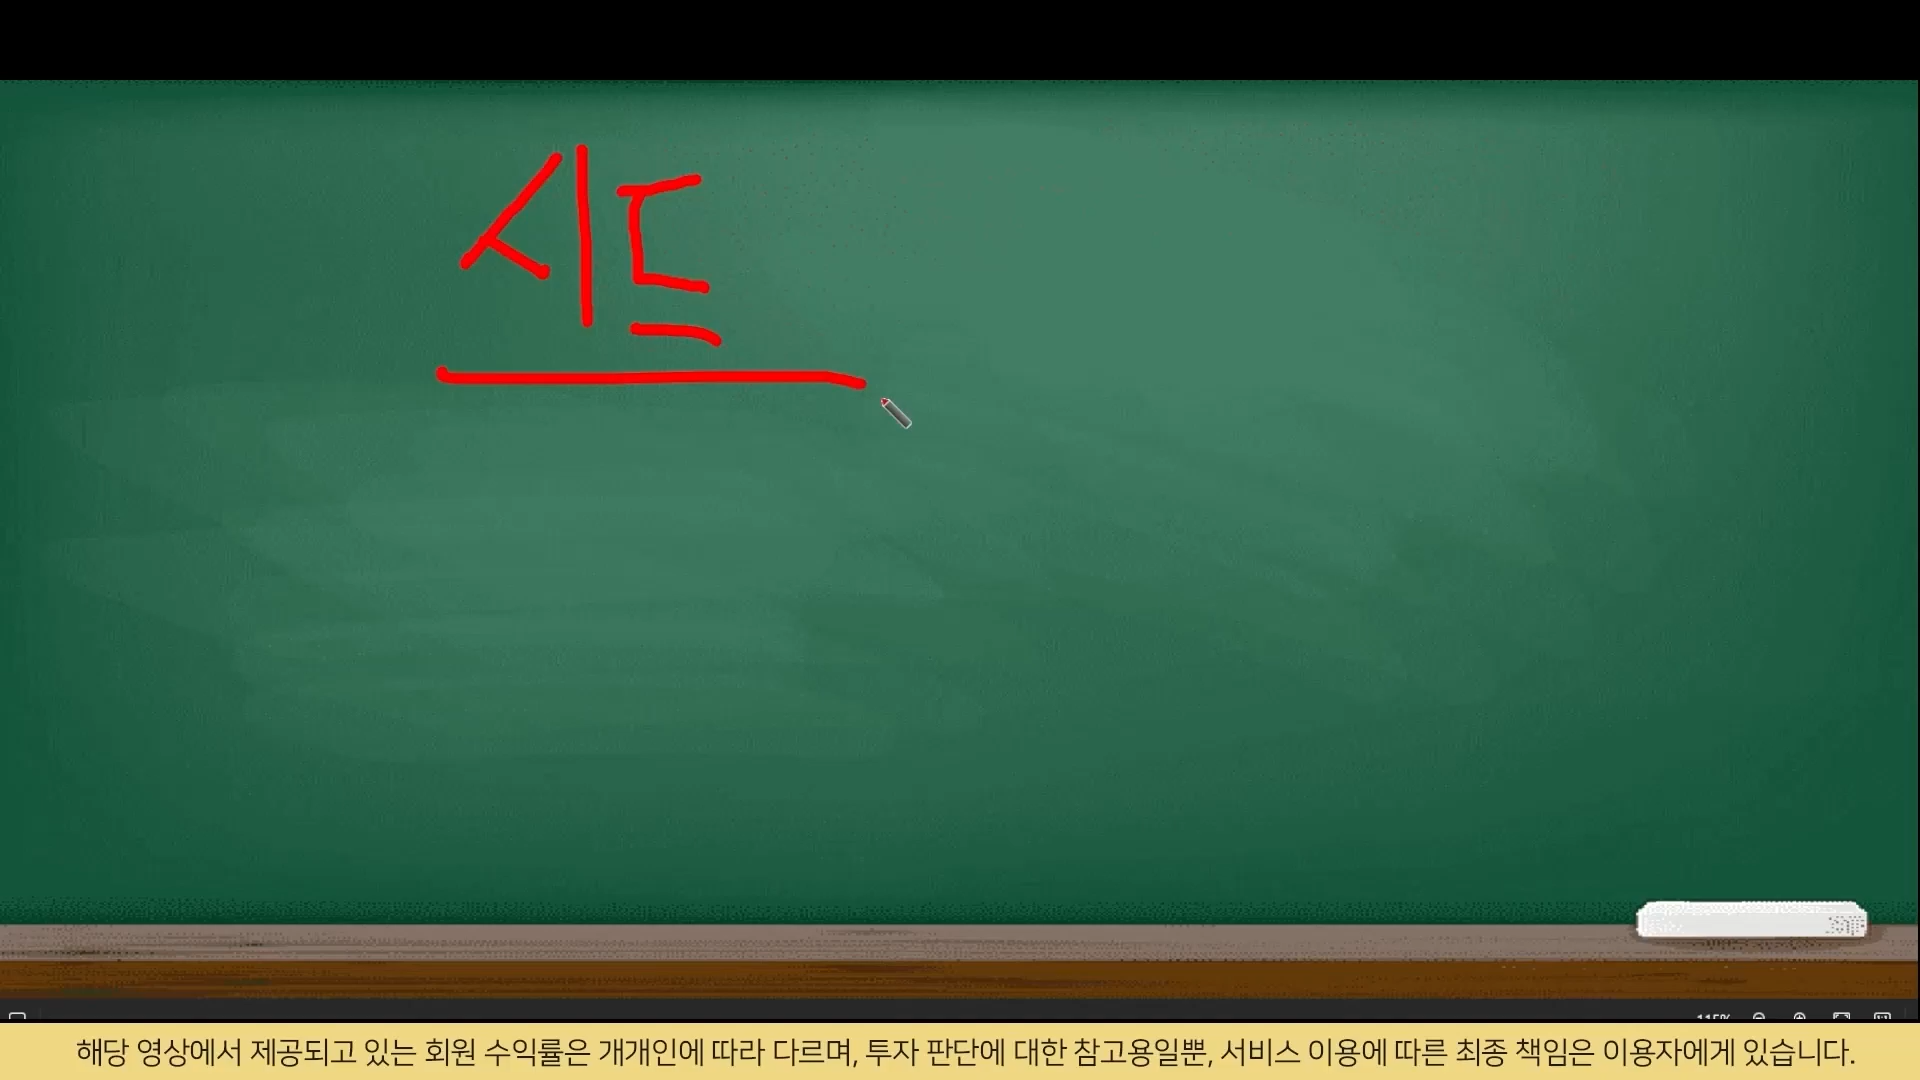 시드
115%
해당 영상에서 제공되고 있는 회원 수익률은 개개인에 따라 다르며, 투자 판단에 대한 참고용일뿐, 서비스 이용에 따른 최종 책임은 이용자에게 있습니다.